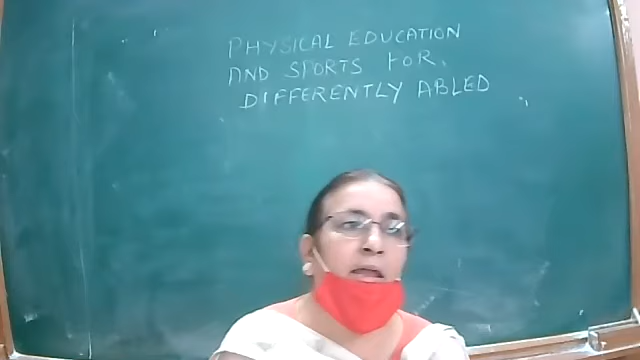 PHYSICAL EDUCATION
AND SPORTS FOR
DIFFERENTLY ABLED